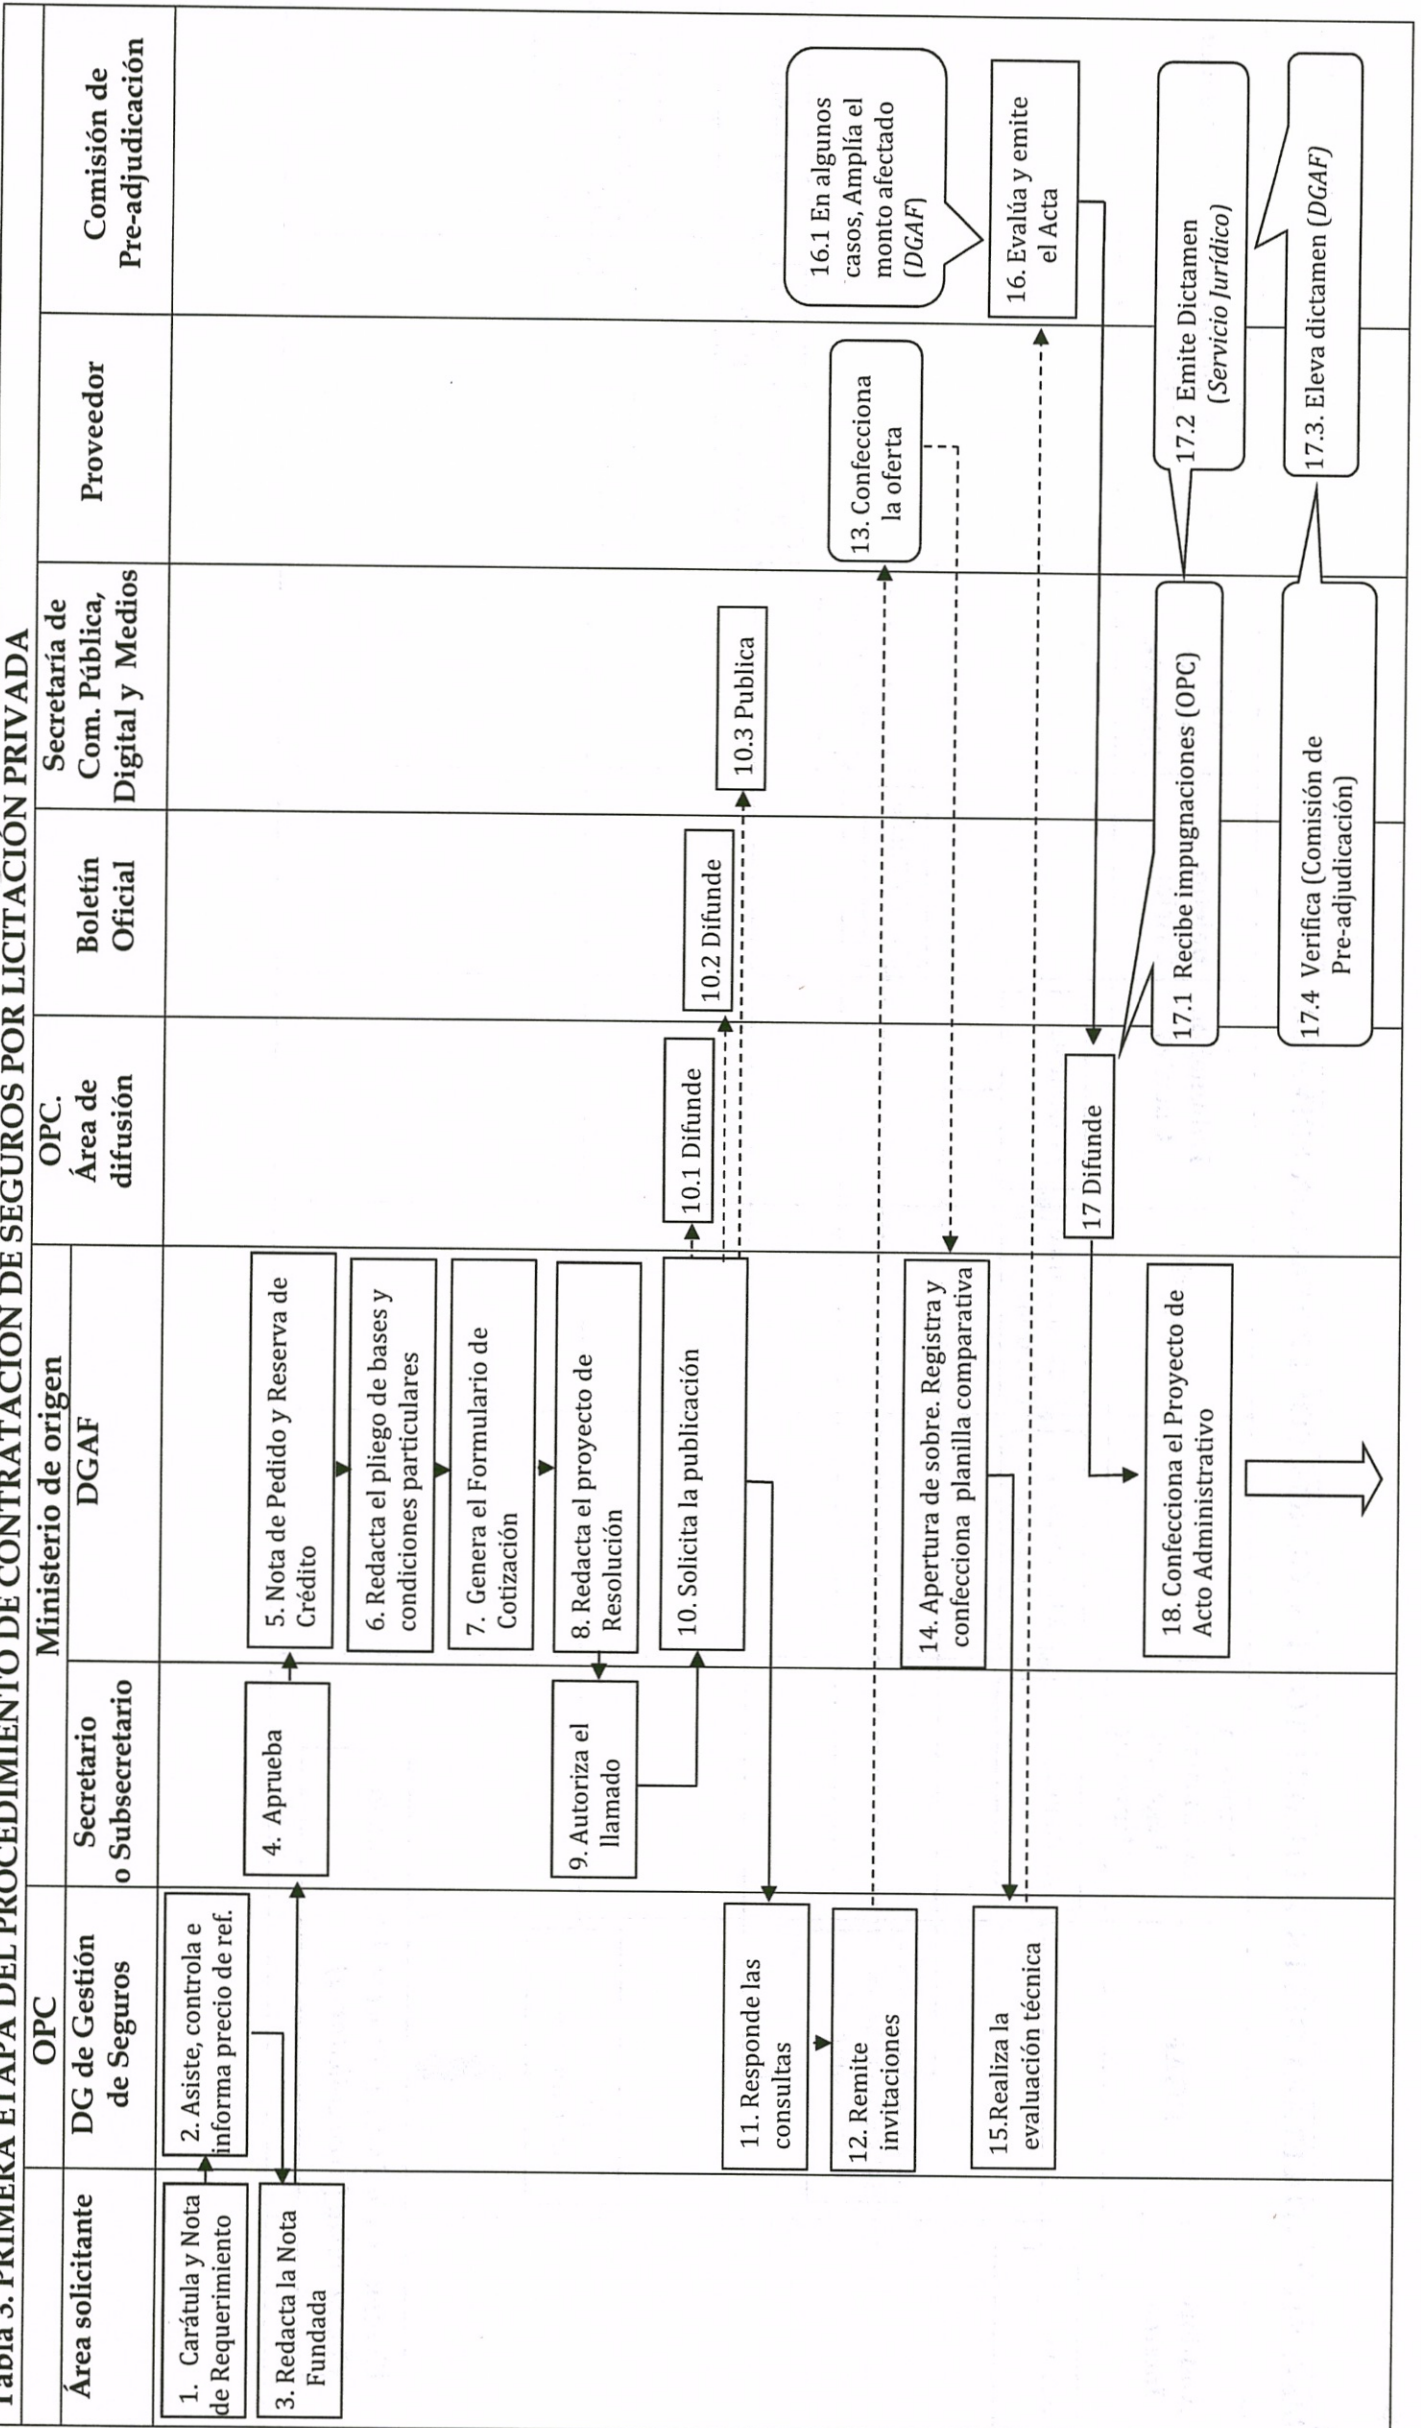 Tabla 3. PRIMERA ETAPA DEL PROCEDIMIENTO DE CONTRATACION DE SEGUROS POR LICITACIÓN PRIVADA
OPC
Ministerio de origen
Área solicitante
DG de Gestión
de Seguros
Secretario
o Subsecretario
DGAF
OPC.
Área de
difusión
Boletín
Oficial
Secretaría de
Com. Pública,
Digital y Medios
Proveedor
Comisión de
Pre-adjudicación
1. Carátula y Nota
de Requerimiento
2. Asiste, controla e
informa precio de ref.
3. Redacta la Nota
Fundada
4. Aprueba
5. Nota de Pedido y Reserva de
Crédito
6. Redacta el pliego de bases y
condiciones particulares
7. Genera el Formulario de
Cotización
8. Redacta el proyecto de
Resolución
9. Autoriza el
llamado
10. Solicita la publicación
10.1 Difunde
10.2 Difunde
10.3 Publica
11. Responde las
consultas
12. Remite
invitaciones
13. Confecciona
la oferta
14. Apertura de sobre. Registra y
confecciona planilla comparativa
15.Realiza la
evaluación técnica
16.1 En algunos
casos, Amplía el
monto afectado
(DGAF)
16. Evalúa y emite
el Acta
17 Difunde
17.1 Recibe impugnaciones (OPC)
17.2 Emite Dictamen
(Servicio Jurídico)
17.3. Eleva dictamen (DGAF)
17.4 Verifica (Comisión de
Pre-adjudicación)
18. Confecciona el Proyecto de
Acto Administrativo